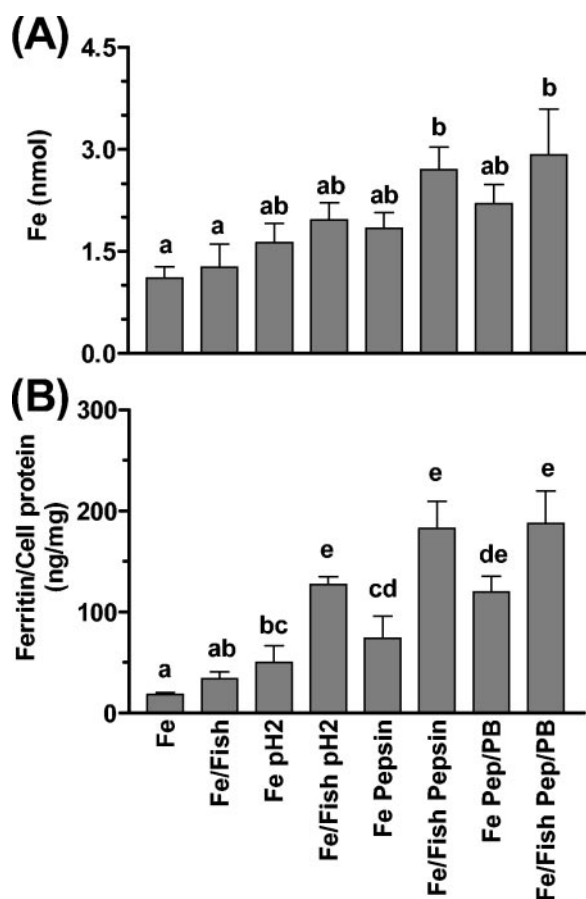 (A)
4.5
3.0
1.5
0.0
Fe (nmol)
a a ab ab ab b ab b
(B)
300
200
100
0
Ferritin/Cell protein
(ng/mg)
a ab bc e cd e de e
Fe
Fe/Fish
Fe pH2
Fe/Fish pH2
Fe Pepsin
Fe/Fish Pepsin
Fe Pep/PB
Fe/Fish Pep/PB